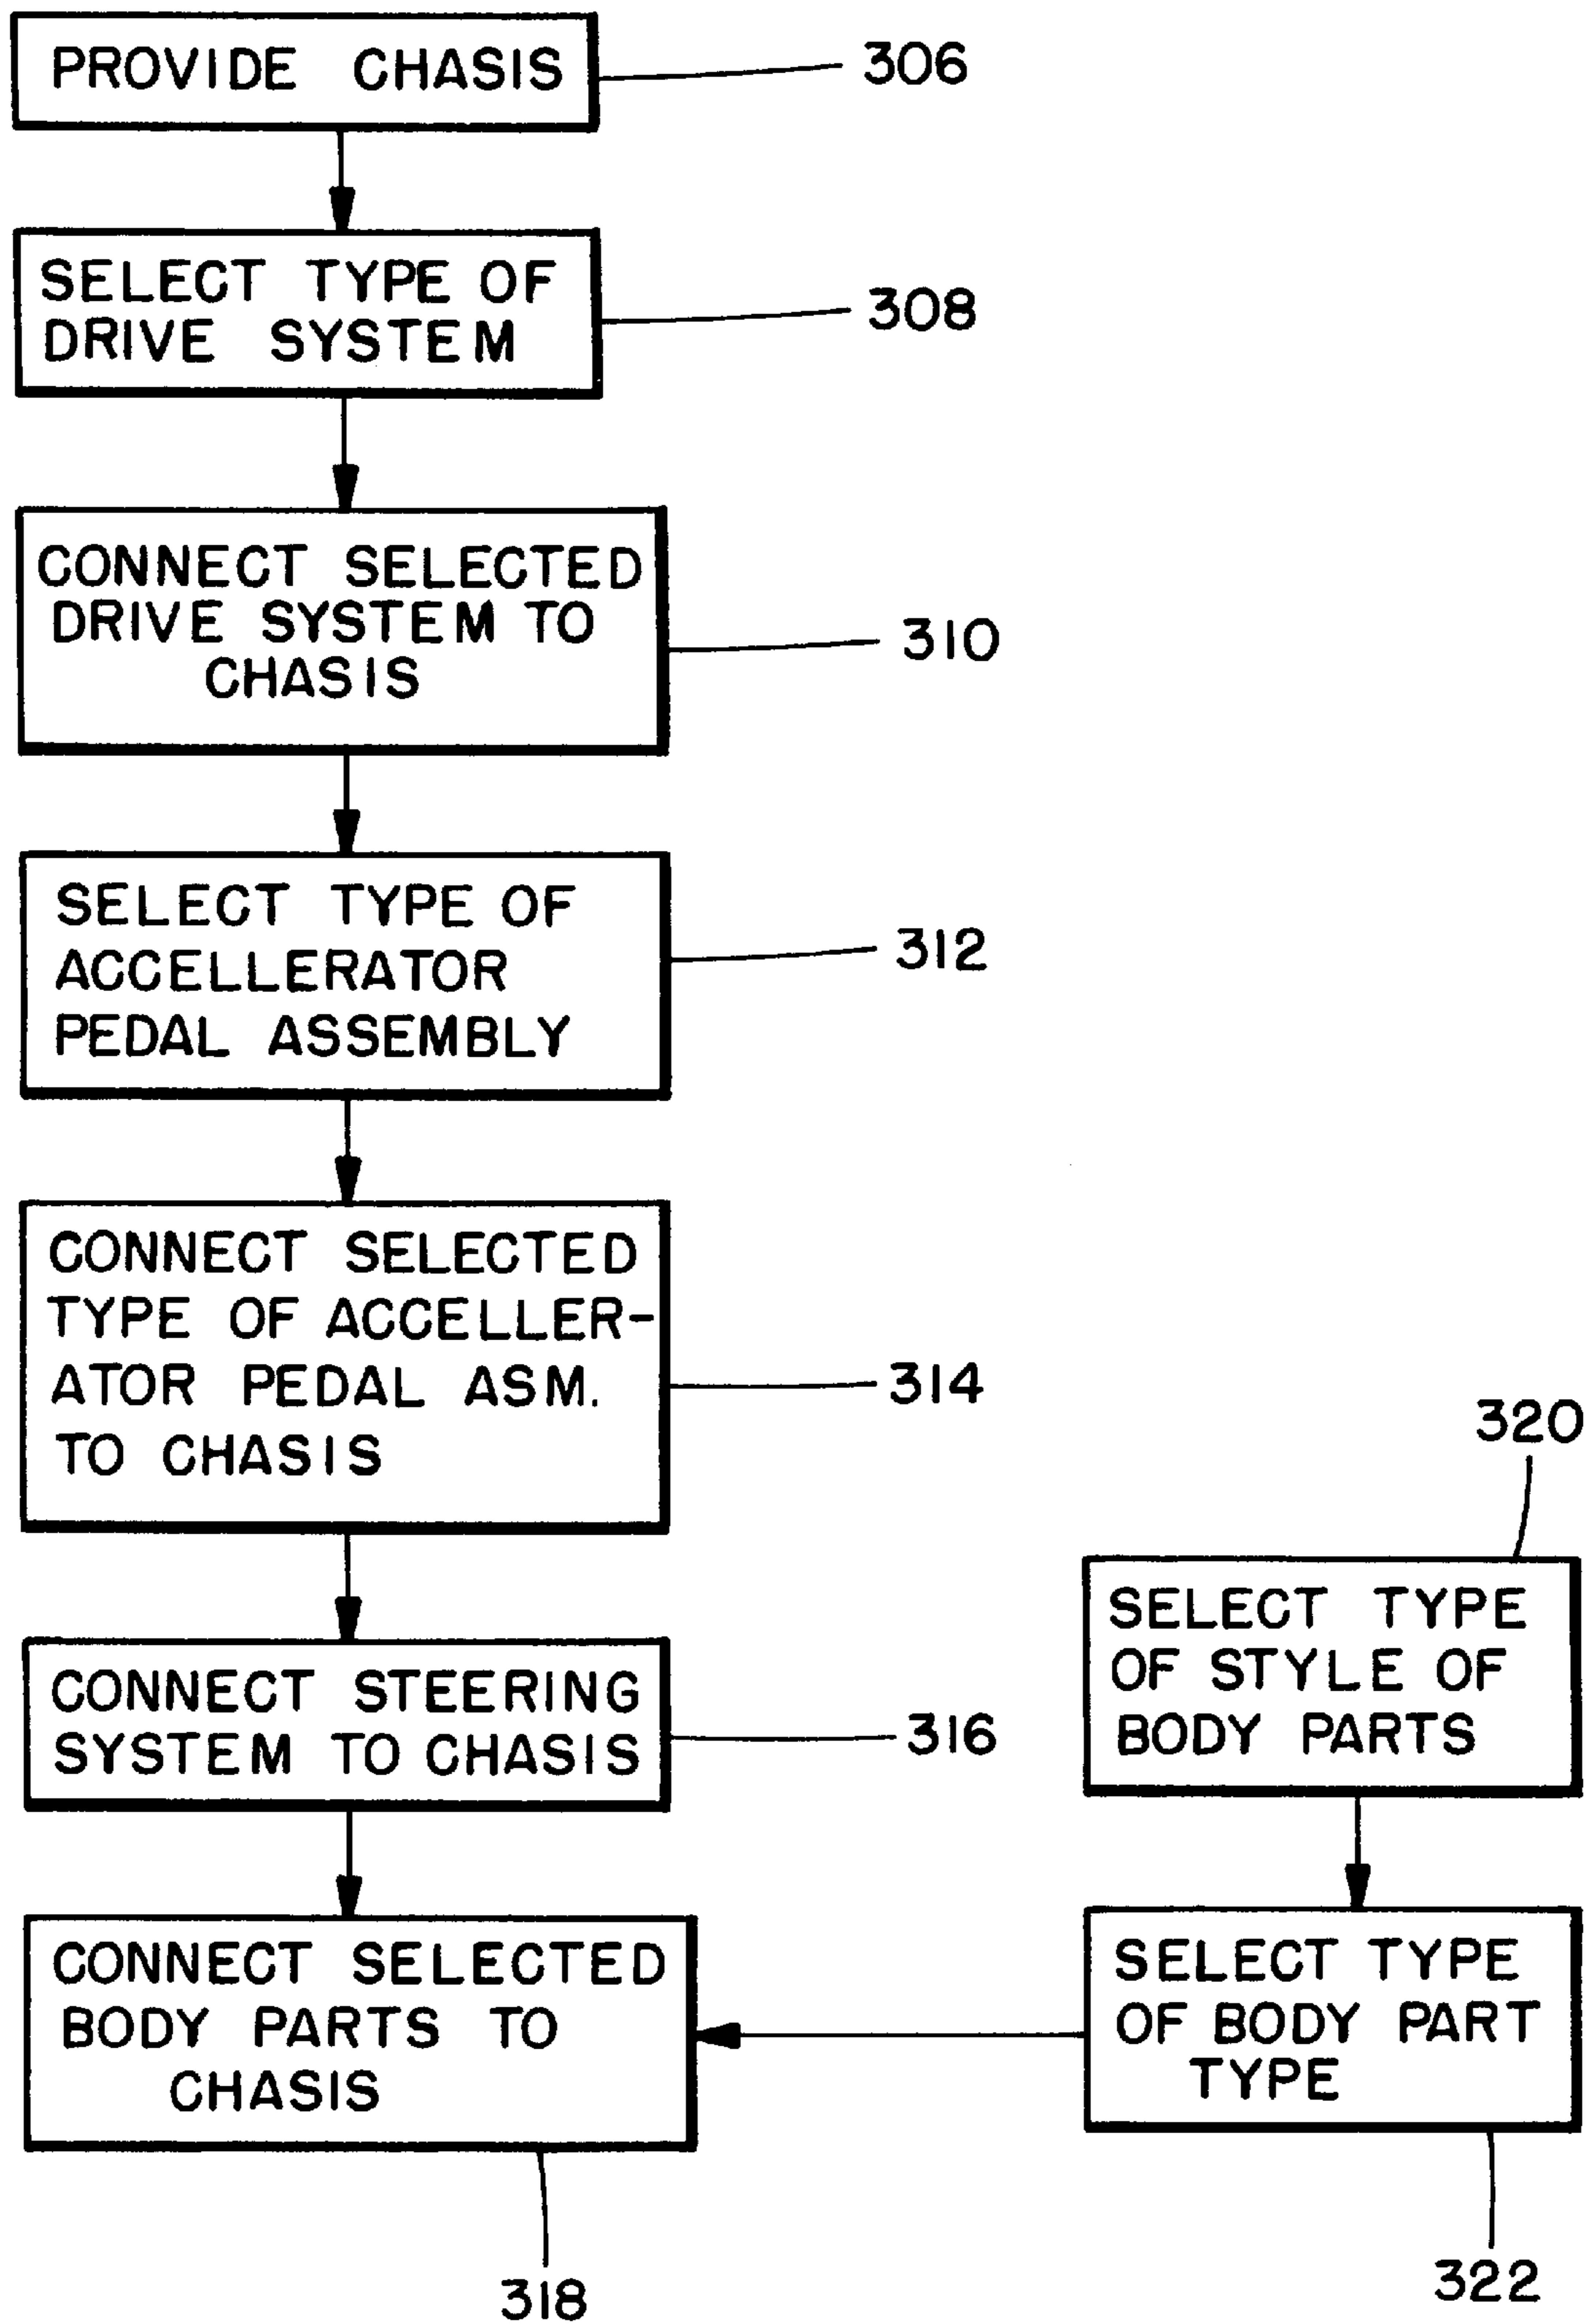 PROVIDE CHASIS
306
SELECT TYPE OF
DRIVE SYSTEM
308
CONNECT SELECTED
DRIVE SYSTEM TO
CHASIS
310
SELECT TYPE OF
ACCELLERATOR
PEDAL ASSEMBLY
312
CONNECT SELECTED
TYPE OF ACCELLER-
ATOR PEDAL ASM.
TO CHASIS
314
CONNECT STEERING
SYSTEM TO CHASIS
316
320
SELECT TYPE
OF STYLE OF
BODY PARTS
CONNECT SELECTED
BODY PARTS TO
CHASIS
318
SELECT TYPE
OF BODY PART
TYPE
322